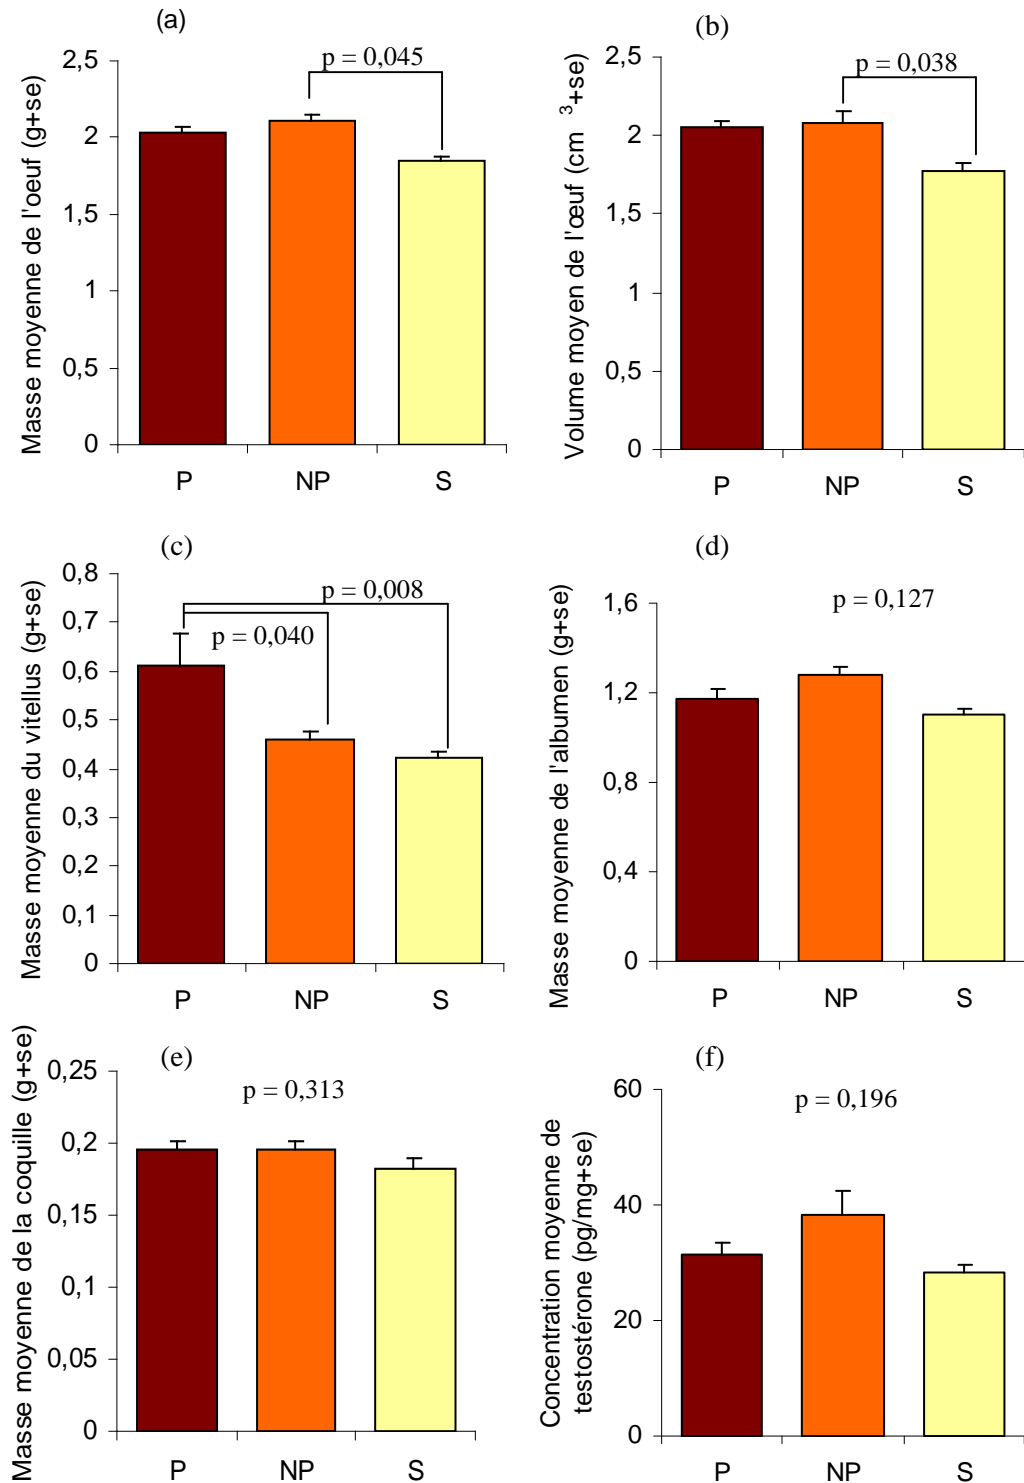 (a)
Masse moyenne de l'oeuf (g+se)
2,5
2
1,5
1
0,5
0
p = 0,045
P NP S
(b)
Volume moyen de l'œuf (cm 3+se)
2,5
2
1,5
1
0,5
0
p = 0,038
P NP S
(c)
Masse moyenne du vitellus (g+se)
0,8
0,7
0,6
0,5
0,4
0,3
0,2
0,1
0
p = 0,008
p = 0,040
P NP S
(d)
Masse moyenne de l'albumen (g+se)
1,6
1,2
0,8
0,4
0
p = 0,127
P NP S
(e)
Masse moyenne de la coquille (g+se)
0,25
0,2
0,15
0,1
0,05
0
p = 0,313
P NP S
(f)
Concentration moyenne de
testostérone (pg/mg+se)
60
40
20
0
p = 0,196
P NP S